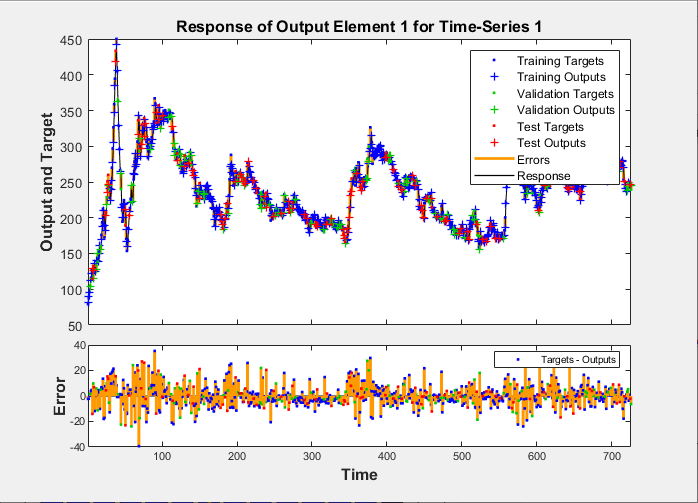 Response of Output Element 1 for Time-Series 1
450
400
350
300
250
200
150
100
50
Output and Target
Training Targets
Training Outputs
Validation Targets
Validation Outputs
Test Targets
Test Outputs
Errors
Response
40
20
0
-20
-40
Error
Targets - Outputs
100 200 300 400 500 600 700
Time